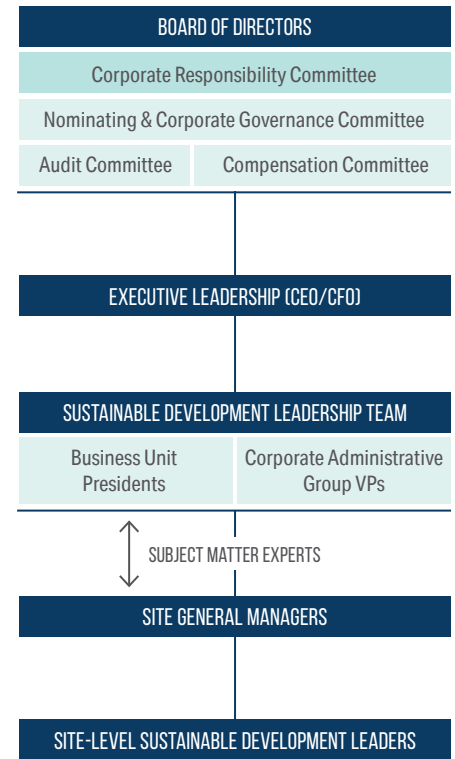 BOARD OF DIRECTORS
Corporate Responsibility Committee
Nominating & Corporate Governance Committee
Audit Committee
Compensation Committee
EXECUTIVE LEADERSHIP (CEO/CFO)
SUSTAINABLE DEVELOPMENT LEADERSHIP TEAM
Business Unit
Presidents
Corporate Administrative
Group VPs
SUBJECT MATTER EXPERTS
SITE GENERAL MANAGERS
SITE-LEVEL SUSTAINABLE DEVELOPMENT LEADERS